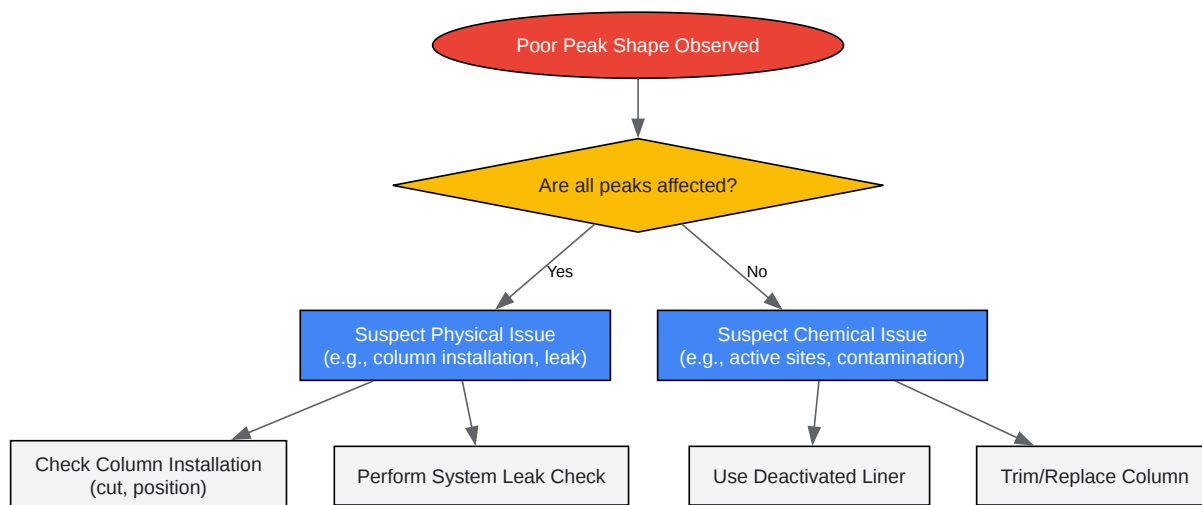 Poor Peak Shape Observed
Are all peaks affected?
Yes
No
Suspect Physical Issue
(e.g., column installation, leak)
Suspect Chemical Issue
(e.g., active sites, contamination)
Check Column Installation
(cut, position)
Perform System Leak Check
Use Deactivated Liner
Trim/Replace Column